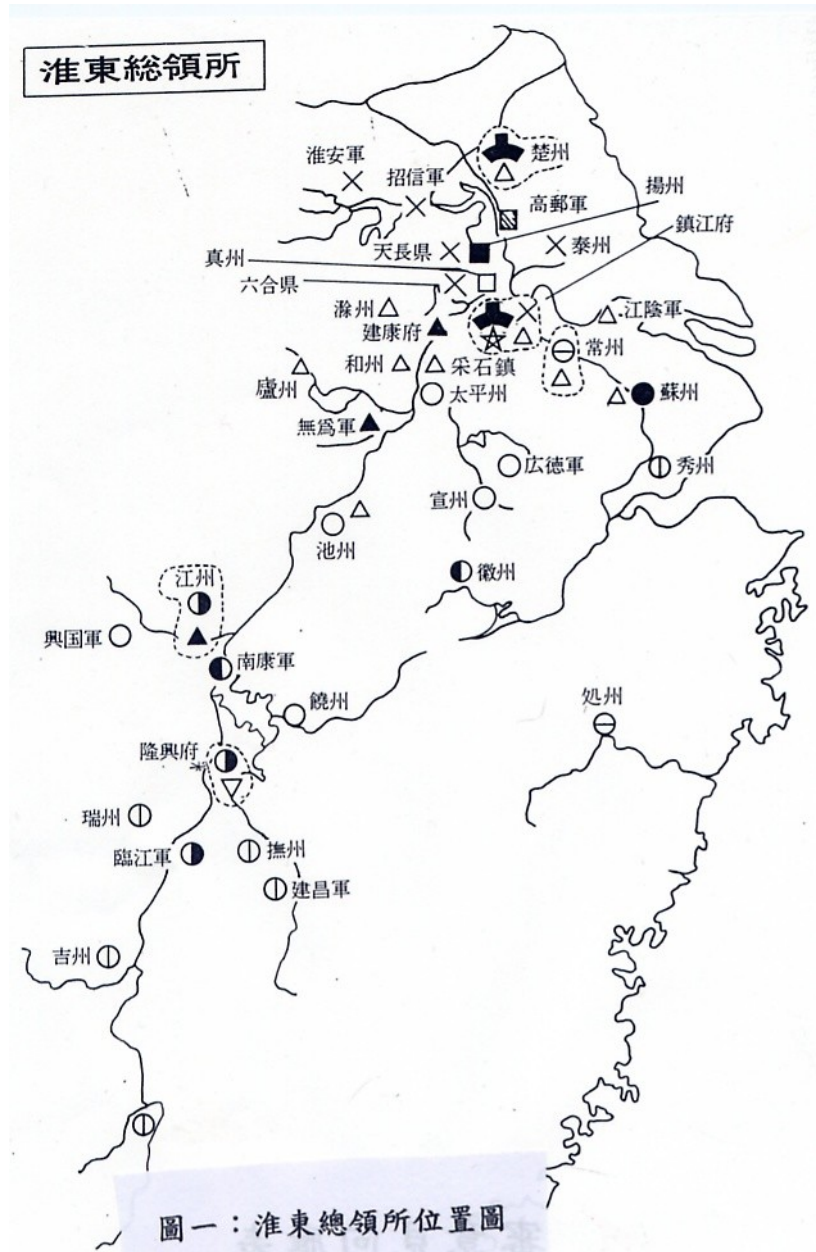 淮東総領所
淮安軍
招信軍
楚州
高郵軍
揚州
天長県
泰州
鎮江府
真州
六合県
滁州
建康府
江陰軍
和州
采石鎮
常州
廬州
太平州
蘇州
無爲軍
広徳軍
秀州
宣州
池州
徽州
江州
興国軍
南康軍
饒州
処州
隆興府
瑞州
臨江軍
撫州
建昌軍
吉州
圖一：淮東總領所位置圖